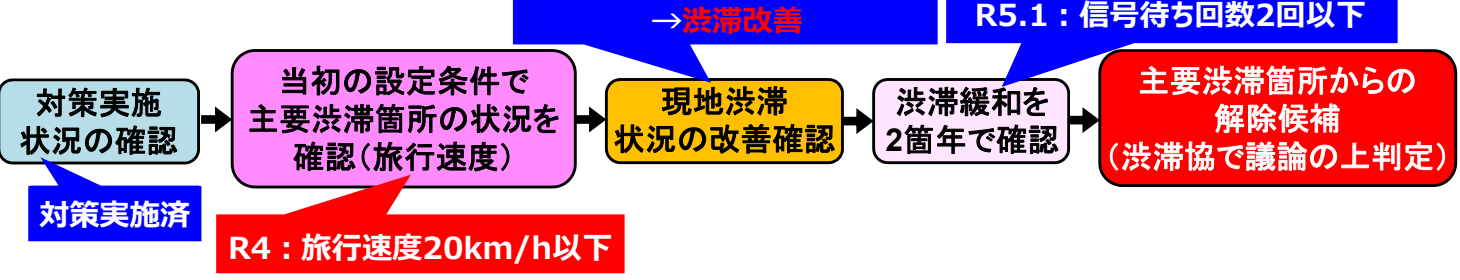 →渋滞改善
R5.1：信号待ち回数2回以下
対策実施
状況の確認
当初の設定条件で
主要渋滞箇所の状況を
確認（旅行速度）
現地渋滞
状況の改善確認
渋滞緩和を
2箇年で確認
主要渋滞箇所からの
解除候補
（渋滞協で議論の上判定）
対策実施済
R4：旅行速度20km/h以下